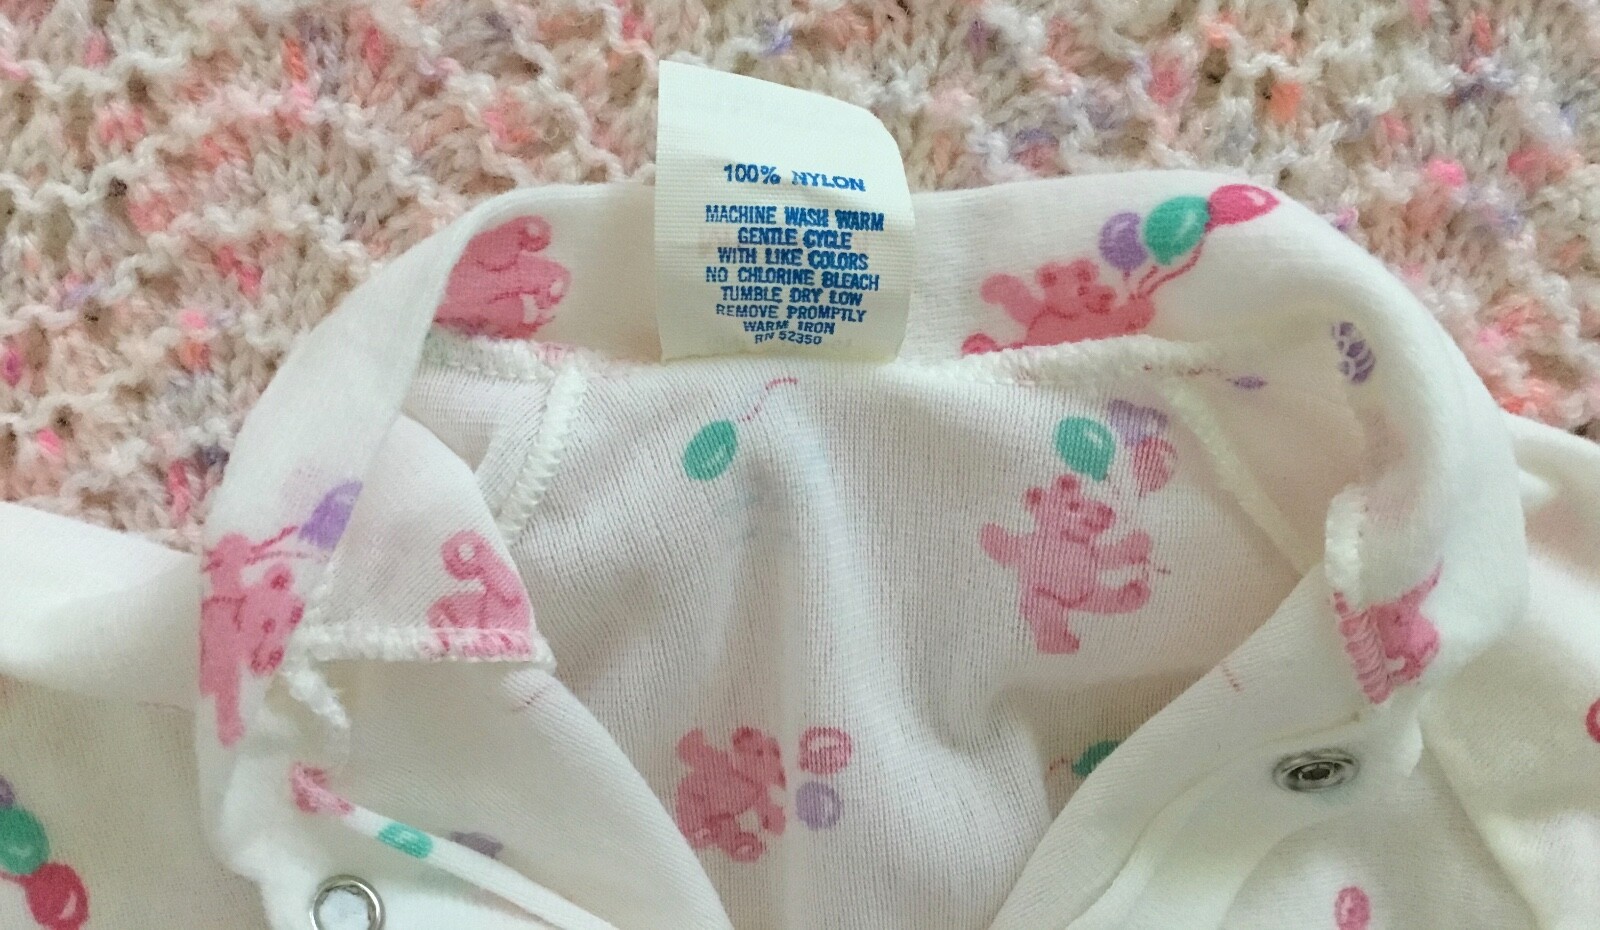 100% NYLON
MACHINE WASH WARM
GENTLE CYCLE
WITH LIKE COLORS
NO CHLORINE BLEACH
TUMBLE DRY LOW
REMOVE PROMPTLY
WARM IRON
RN 52350